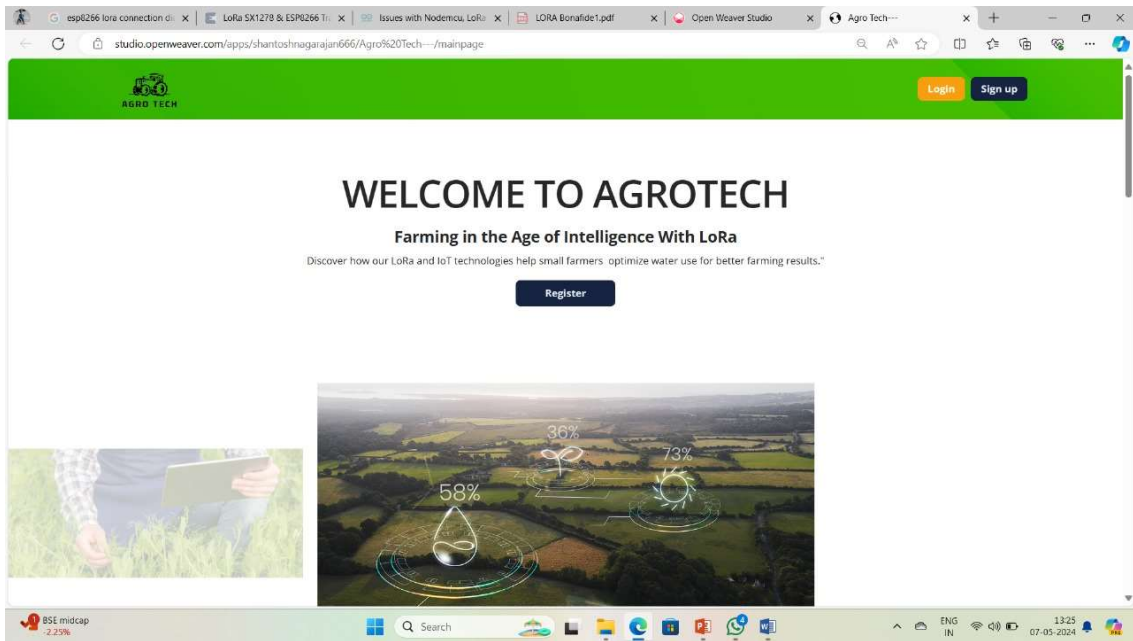 esp8266 lora connection di
LoRa SX1278 & ESP8266 Tr
Issues with Nodemcu, LoRa
LORA Bonafide1.pdf
Open Weaver Studio
Agro Tech---
studio.openweaver.com/apps/shantoshnagarajan666/Agro%20Tech---/mainpage
AGRO TECH
Login
Sign up
WELCOME TO AGROTECH
Farming in the Age of Intelligence With LoRa
Discover how our LoRa and IoT technologies help small farmers optimize water use for better farming results."
Register
36%
73%
58%
BSE midcap
-2.25%
Search
ENG
IN
13:25
07-05-2024